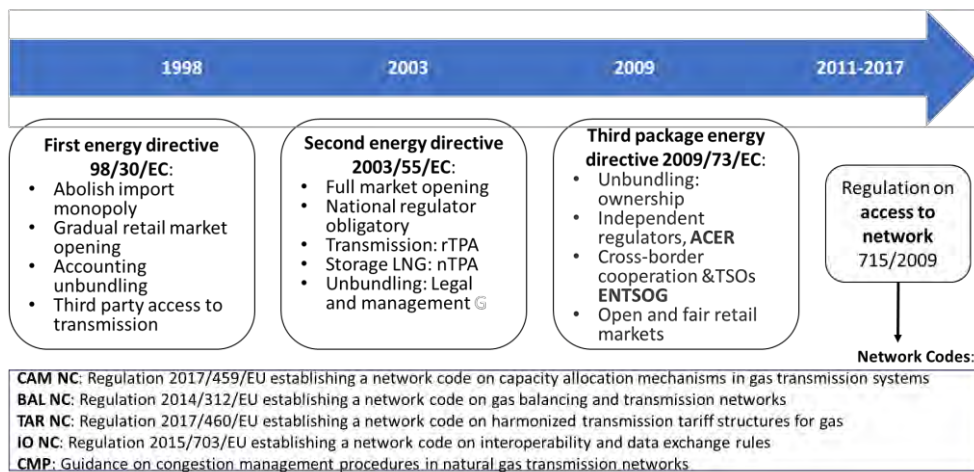 1998 2003 2009 2011-2017
First energy directive
98/30/EC:
• Abolish import
monopoly
• Gradual retail market
opening
• Accounting
unbundling
• Third party access to
transmission
Second energy directive
2003/55/EC:
• Full market opening
• National regulator
obligatory
• Transmission: rTPA
• Storage LNG: nTPA
• Unbundling: Legal
and management G
Third package energy
directive 2009/73/EC:
• Unbundling:
ownership
• Independent
regulators, ACER
• Cross-border
cooperation &TSOs
ENTSOG
• Open and fair retail
markets
Regulation on
access to
network
715/2009
Network Codes:
CAM NC: Regulation 2017/459/EU establishing a network code on capacity allocation mechanisms in gas transmission systems
BAL NC: Regulation 2014/312/EU establishing a network code on gas balancing and transmission networks
TAR NC: Regulation 2017/460/EU establishing a network code on harmonized transmission tariff structures for gas
IO NC: Regulation 2015/703/EU establishing a network code on interoperability and data exchange rules
CMP: Guidance on congestion management procedures in natural gas transmission networks